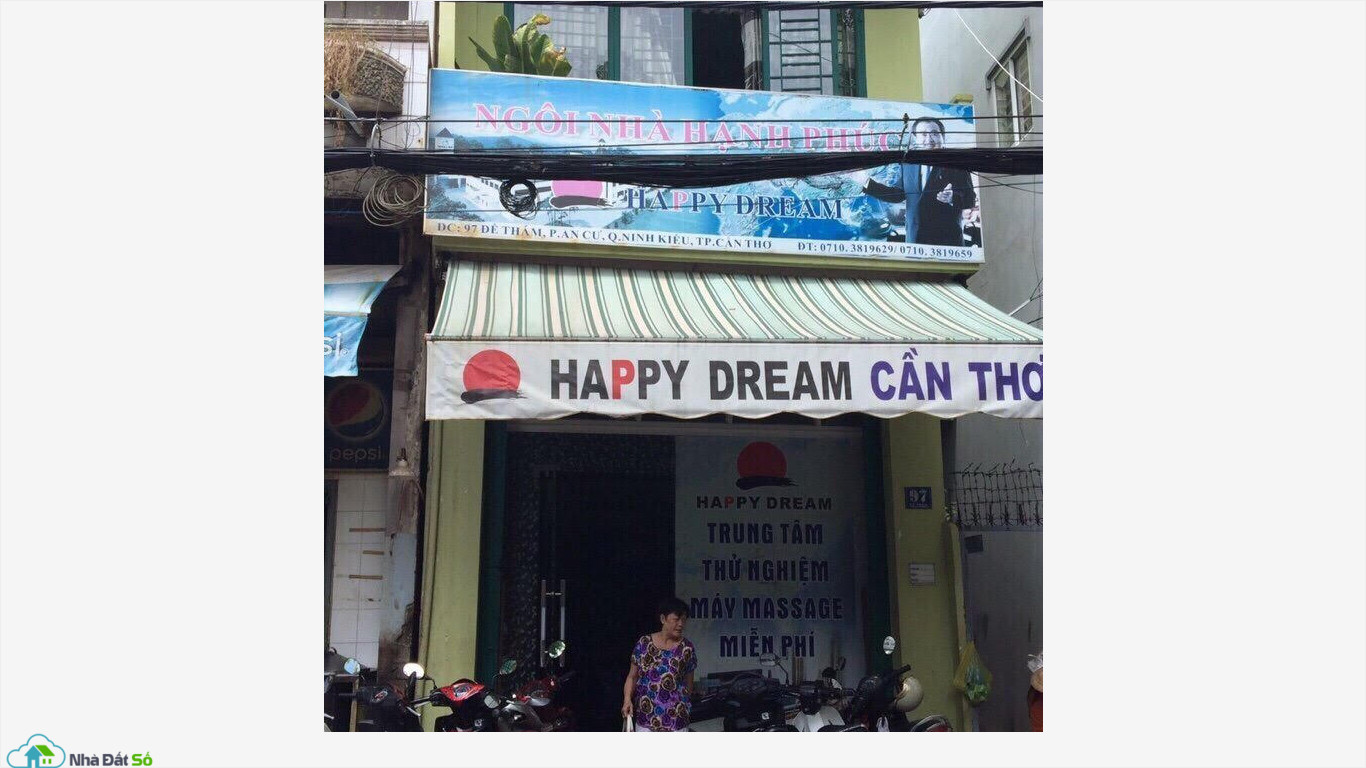 NGÔI NHÀ HẠNH PHÚC
HAPPY DREAM
ĐC: 97 ĐỀ THÁM, P.AN CƯ, Q.NINH KIỀU, TP.CẦN THƠ ĐT: 0710. 3819629/ 0710. 3819659
HAPPY DREAM CẦN THƠ
SI.
pepsi
HAPPY DREAM
TRUNG TÂM
THỬ NGHIỆM
MÁY MASSAGE
MIỄN PHÍ
97
Nhà Đất Số